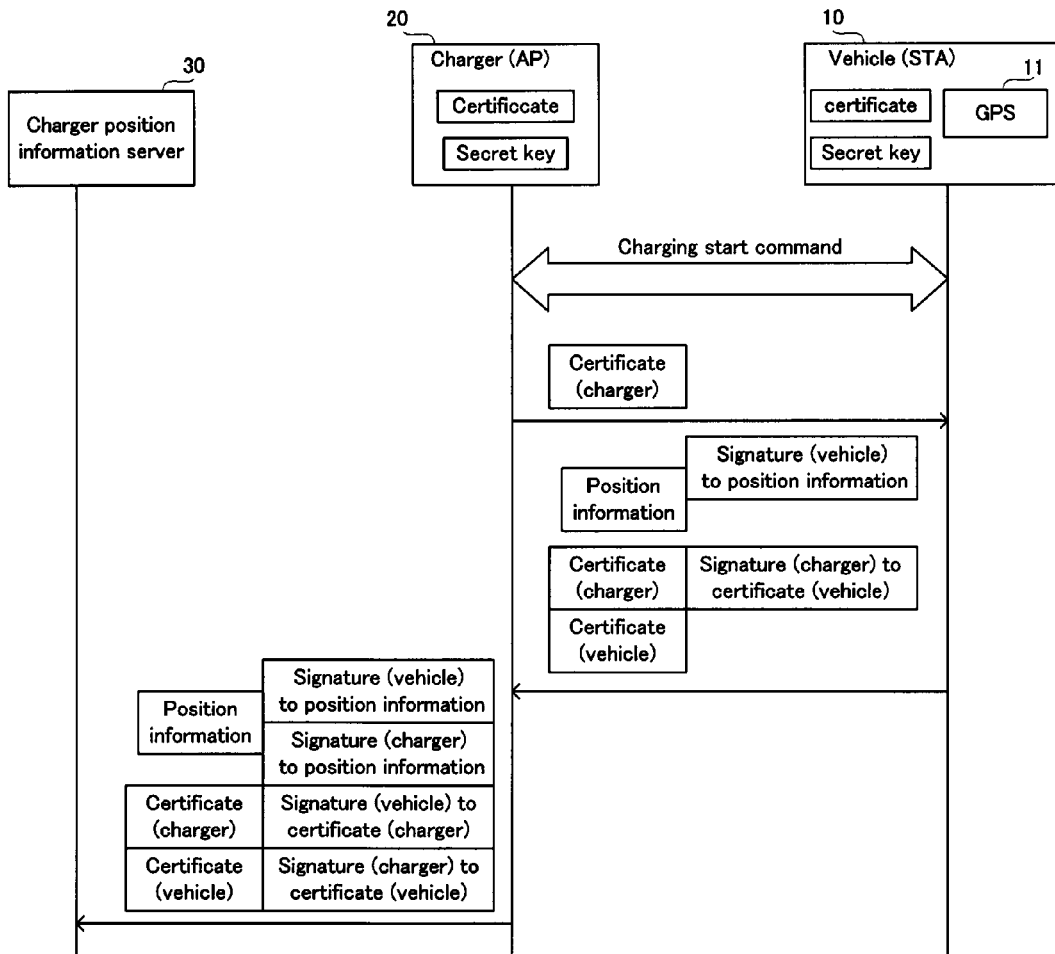 30
Charger position
information server
20
Charger (AP)
Certificcate
Secret key
10
Vehicle (STA)
11
certificate
GPS
Secret key
Charging start command
Certificate
(charger)
Signature (vehicle)
to position information
Position
information
Certificate
(charger)
Signature (charger) to
certificate (vehicle)
Certificate
(vehicle)
Signature (vehicle)
to position information
Position
information
Signature (charger)
to position information
Certificate
(charger)
Signature (vehicle) to
certificate (charger)
Certificate
(vehicle)
Signature (charger) to
certificate (vehicle)